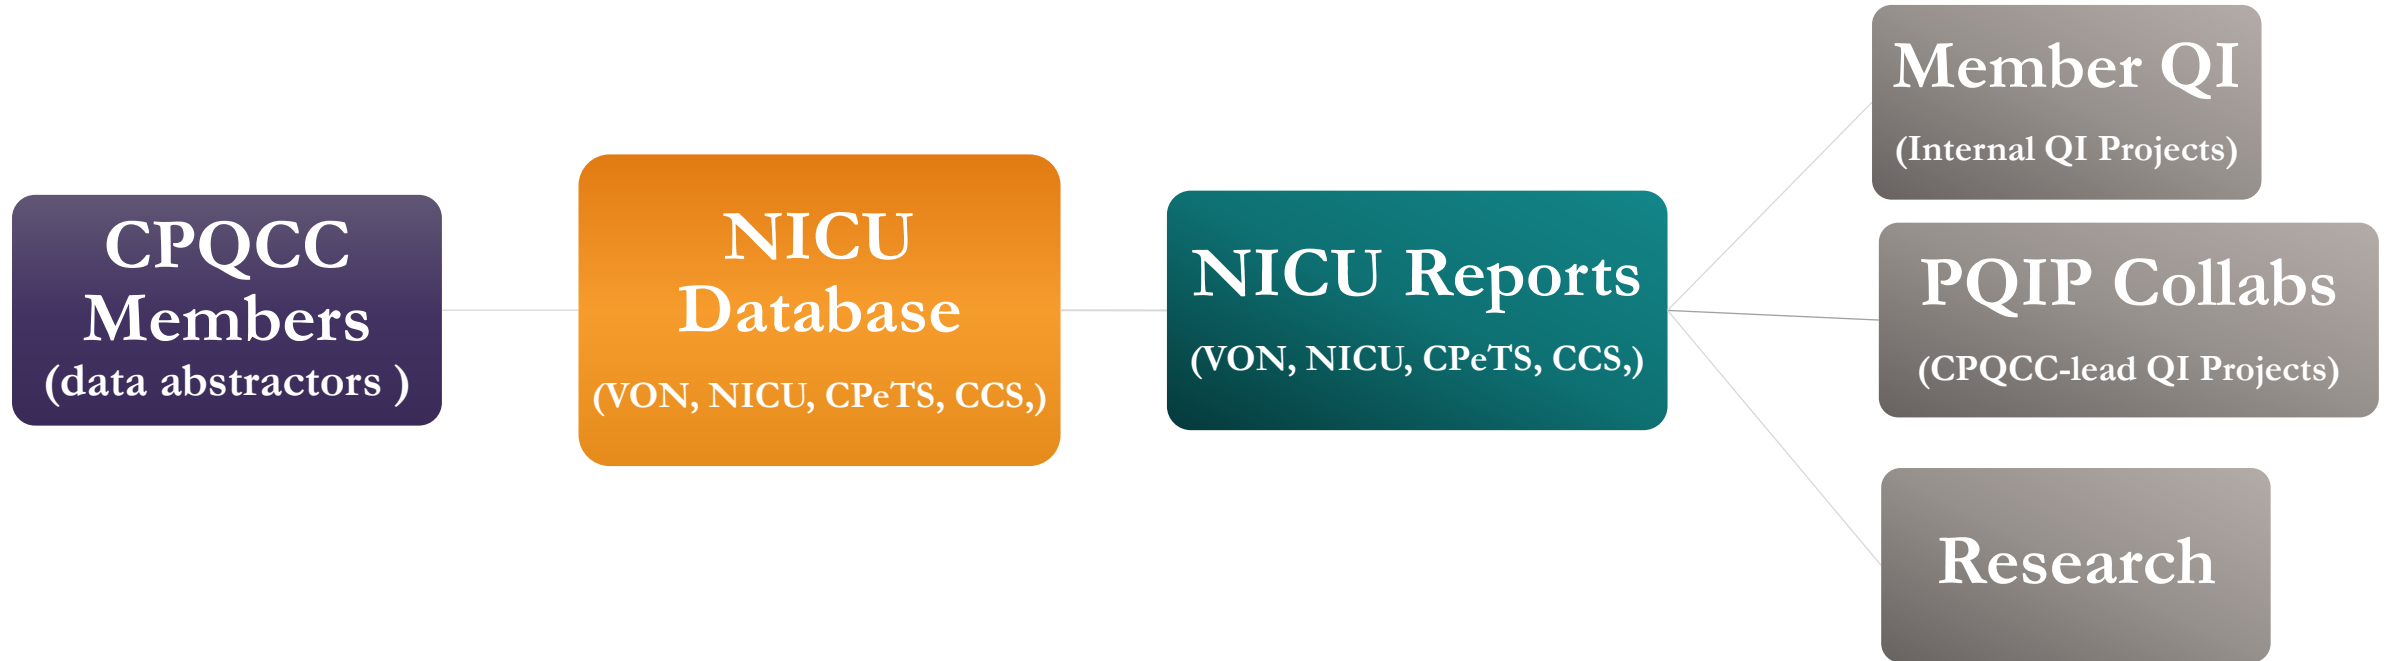 CPQCC
Members
(data abstractors )
NICU
Database
(VON, NICU, CPeTS, CCS,)
NICU Reports
(VON, NICU, CPeTS, CCS,)
Member QI
(Internal QI Projects)
PQIP Collabs
(CPQCC-lead QI Projects)
Research